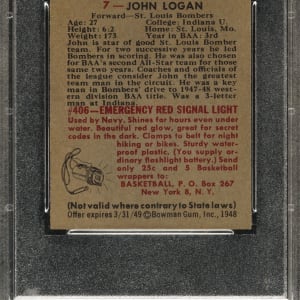 7 — JOHN LOGAN
Forward—St. Louis Bombers
Age: 27 College: Indiana U.
Height: 6:2 Home: St. Louis, Mo.
Weight: 173 Year in BAA: 3rd
John is star of good St. Louis Bomber
team. For two successive years he led
Bombers in scoring. He was also chosen
for BAA's second All-Star team for those
same two years. Coaches and officials of
the league consider John the greatest
team man in the circuit. He was a key
man in Bombers' drive to 1947-48 west-
ern division BAA title. Was a 3-letter
man at Indiana.
#406—EMERGENCY RED SIGNAL LIGHT
Used by Navy. Shines for hours even under
water. Beautiful red glow, great for secret
codes in the dark. Clamps to belt for night
hiking or bikes. Sturdy water-
proof plastic. (You supply or-
dinary flashlight battery.) Send
only 25c and 5 Basketball
wrappers to:
BASKETBALL, P. O. Box 267
New York 8, N. Y.
(Not valid where contrary to State laws)
Offer expires 3/31/49 © Bowman Gum, Inc., 1948